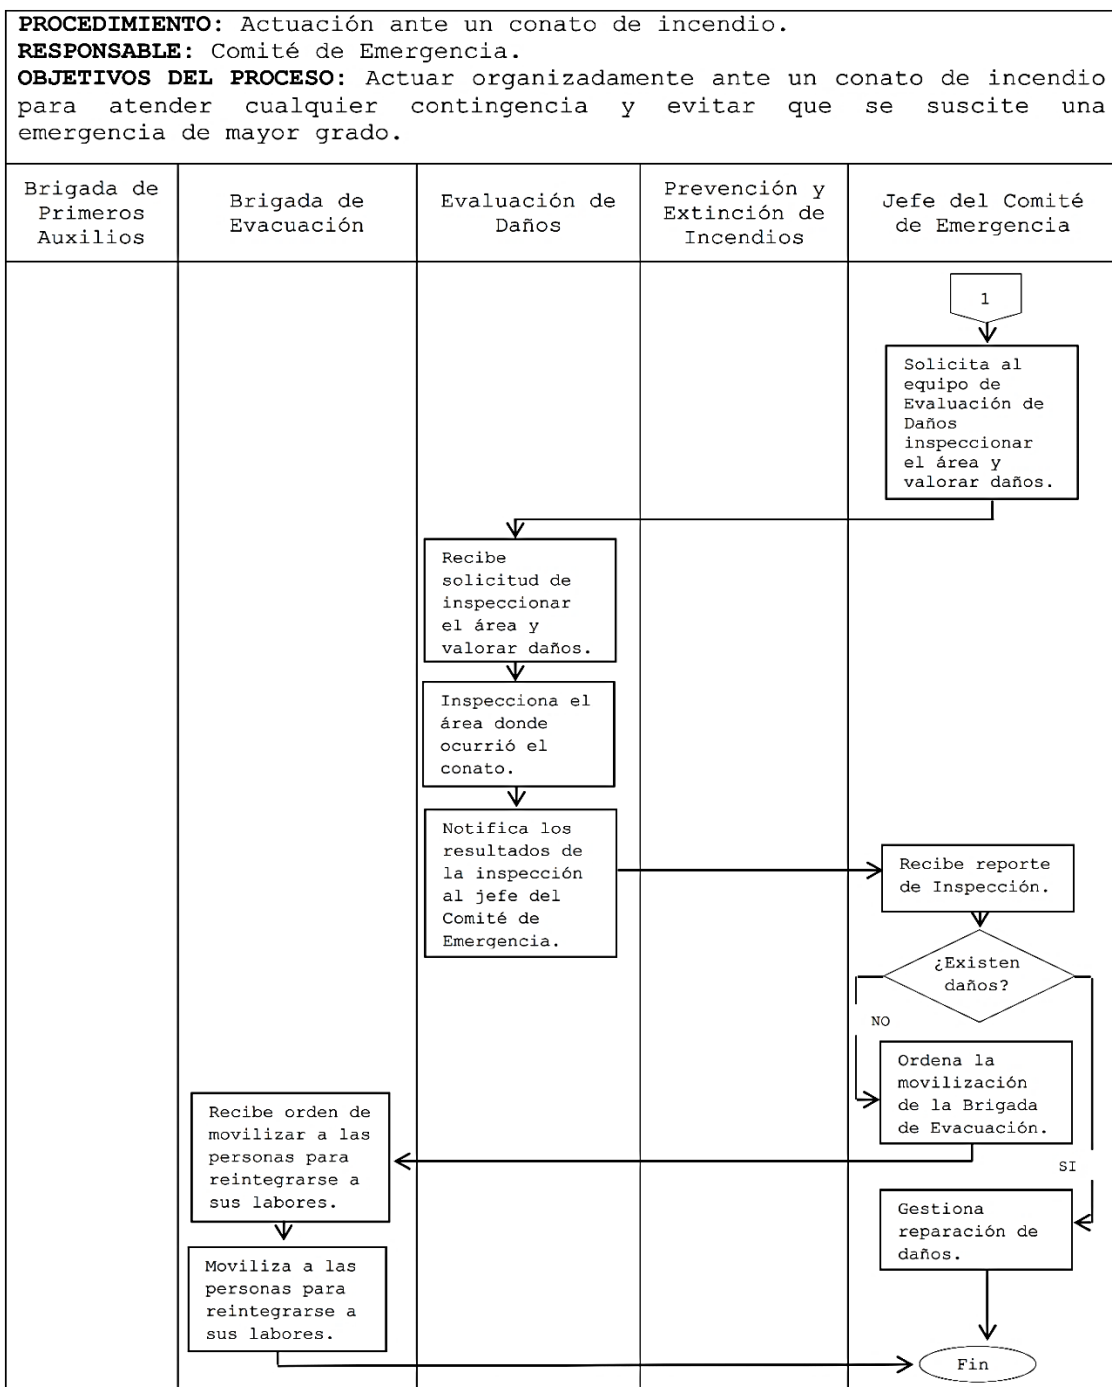 PROCEDIMIENTO: Actuación ante un conato de incendio.
RESPONSABLE: Comité de Emergencia.
OBJETIVOS DEL PROCESO: Actuar organizadamente ante un conato de incendio
para atender cualquier contingencia y evitar que se suscite una
emergencia de mayor grado.
Brigada de
Primeros
Auxilios
Brigada de
Evacuación
Evaluación de
Daños
Prevención y
Extinción de
Incendios
Jefe del Comité
de Emergencia
1
Solicita al
equipo de
Evaluación de
Daños
inspeccionar
el área y
valorar daños.
Recibe
solicitud de
inspeccionar
el área y
valorar daños.
Inspecciona el
área donde
ocurrió el
conato.
Notifica los
resultados de
la inspección
al jefe del
Comité de
Emergencia.
Recibe reporte
de Inspección.
¿Existen
daños?
NO
Ordena la
movilización
de la Brigada
de Evacuación.
Recibe orden de
movilizar a las
personas para
reintegrarse a
sus labores.
SI
Gestiona
reparación de
daños.
Moviliza a las
personas para
reintegrarse a
sus labores.
Fin